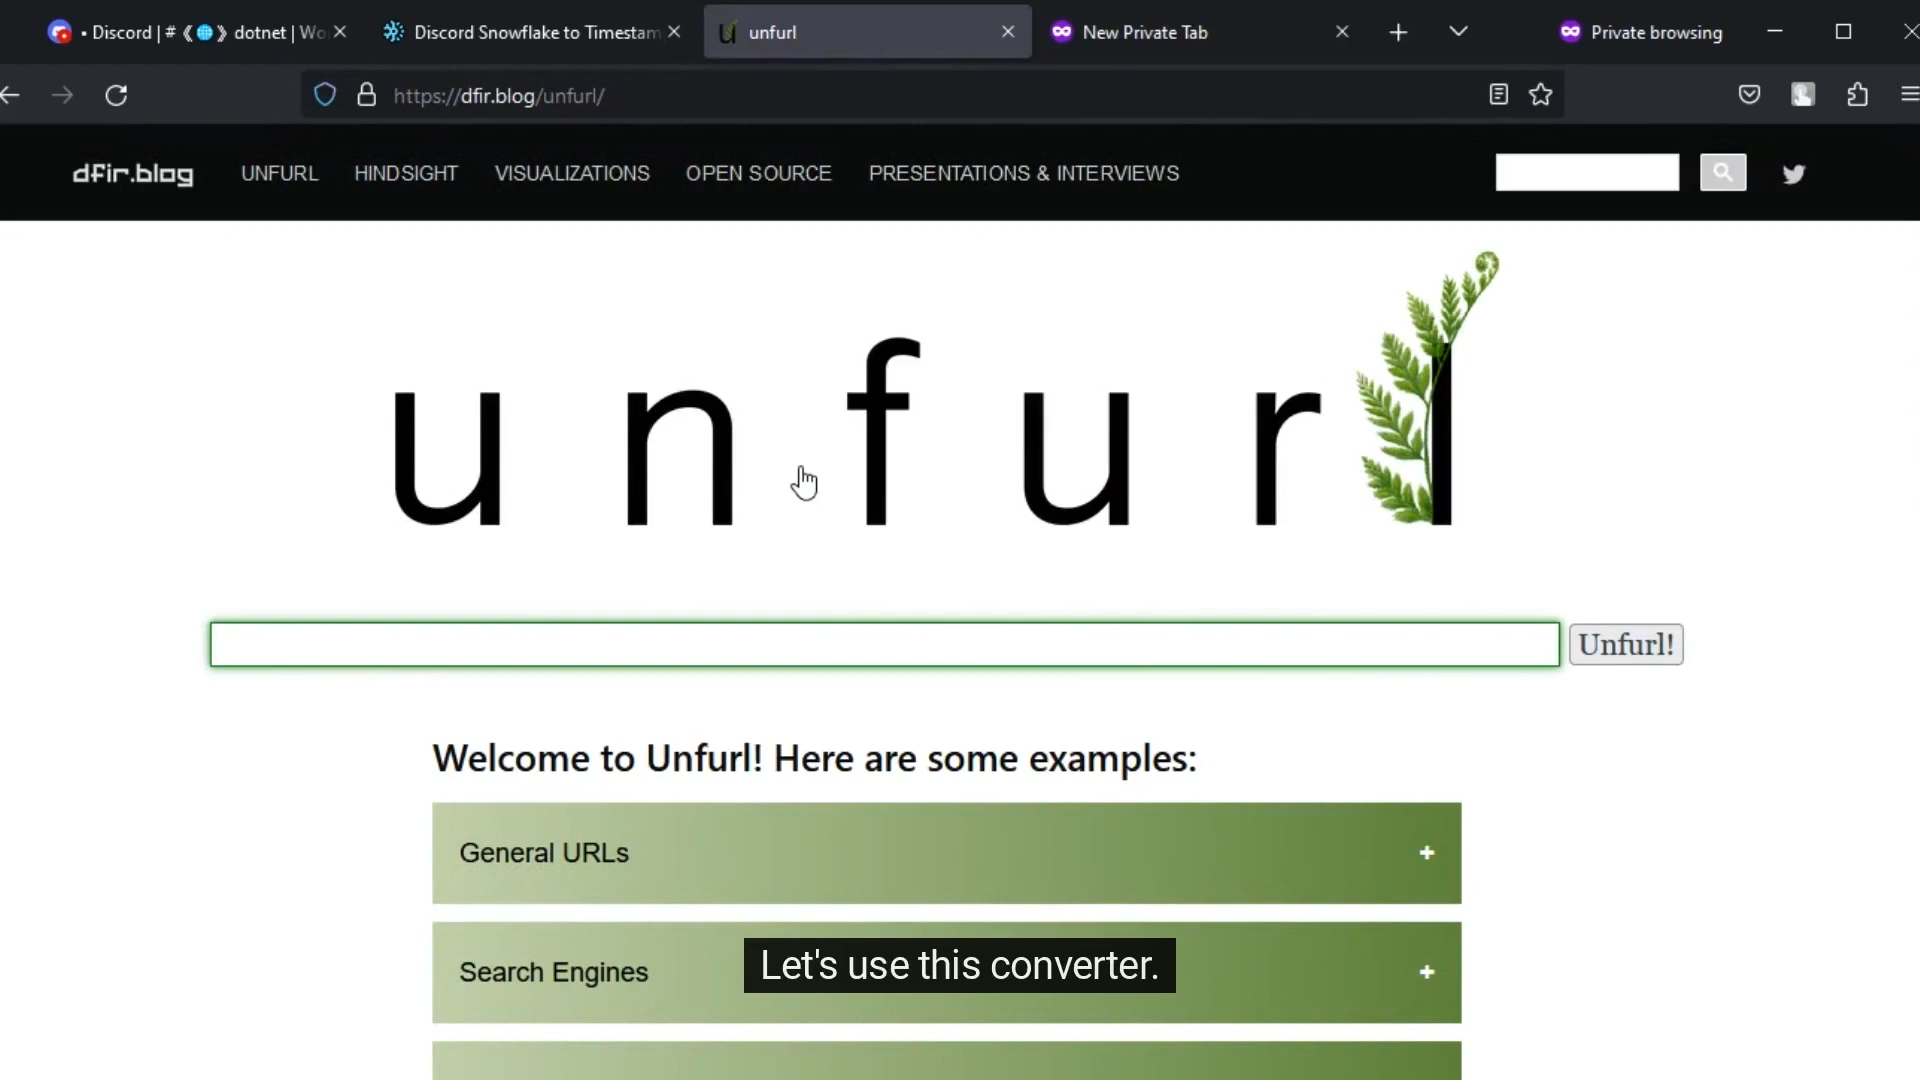 • Discord | # 《🌐》 dotnet | Wo
Discord Snowflake to Timestam
unfurl
New Private Tab
Private browsing
https://dfir.blog/unfurl/
dfir.blog
UNFURL
HINDSIGHT
VISUALIZATIONS
OPEN SOURCE
PRESENTATIONS & INTERVIEWS
unfurl
Unfurl!
Welcome to Unfurl! Here are some examples:
General URLs
Search Engines
Let's use this converter.